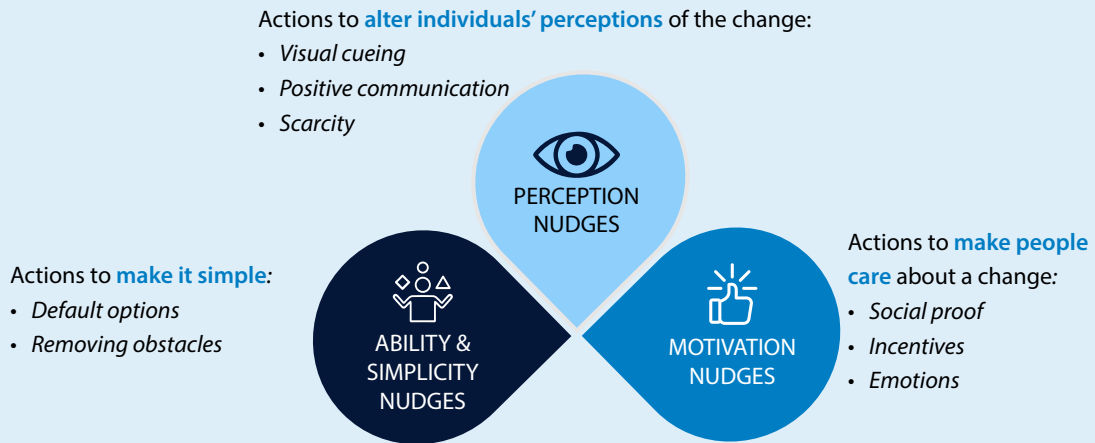 Actions to alter individuals’ perceptions of the change:
• Visual cueing
• Positive communication
• Scarcity
PERCEPTION
NUDGES
Actions to make it simple:
• Default options
• Removing obstacles
ABILITY &
SIMPLICITY
NUDGES
MOTIVATION
NUDGES
Actions to make people
care about a change:
• Social proof
• Incentives
• Emotions